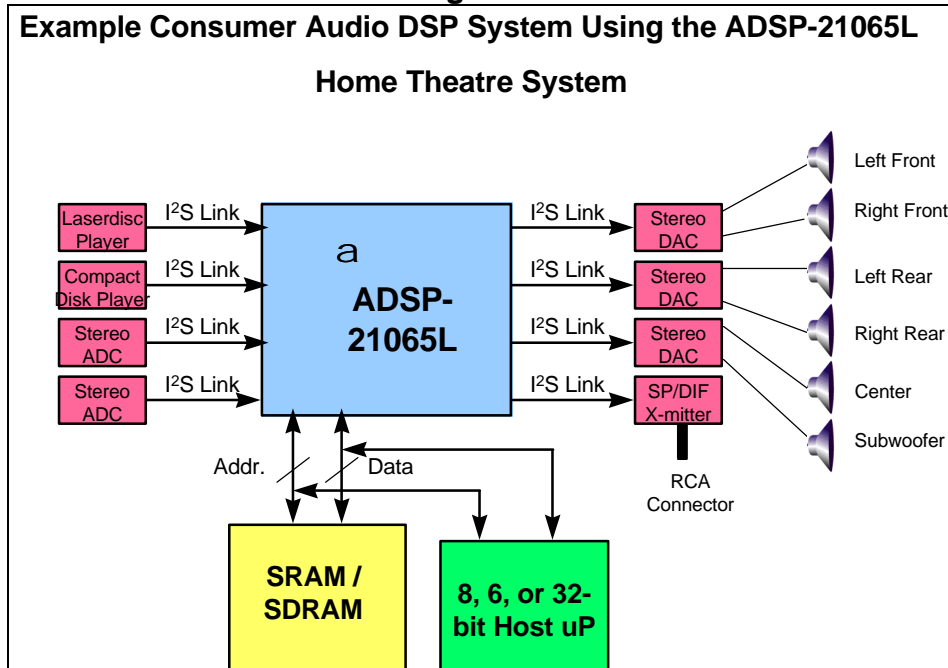 Example Consumer Audio DSP System Using the ADSP-21065L
Home Theatre System
Laserdisc
Player
I²S Link
Compact
Disk Player
I²S Link
Stereo
ADC
I²S Link
Stereo
ADC
I²S Link
a
ADSP-
21065L
I²S Link
Stereo
DAC
I²S Link
Stereo
DAC
I²S Link
Stereo
DAC
I²S Link
SP/DIF
X-mitter
RCA
Connector
Left Front
Right Front
Left Rear
Right Rear
Center
Subwoofer
Addr.
Data
SRAM /
SDRAM
8, 6, or 32-
bit Host uP